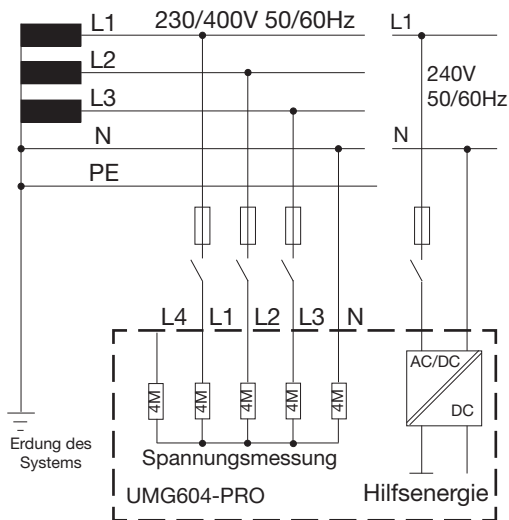 L1 230/400V 50/60Hz
L2
L3
N
PE
L1
240V
50/60Hz
N
L4 L1 L2 L3 N
4M 4M 4M 4M 4M
AC/DC
DC
Erdung des
Systems
Spannungsmessung
UMG604-PRO
Hilfsenergie